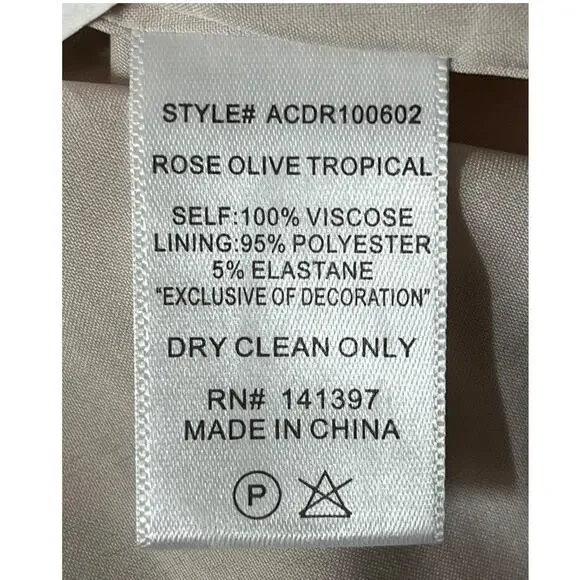 STYLE# ACDR100602
ROSE OLIVE TROPICAL
SELF:100% VISCOSE
LINING:95% POLYESTER
5% ELASTANE
"EXCLUSIVE OF DECORATION"
DRY CLEAN ONLY
RN# 141397
MADE IN CHINA
P